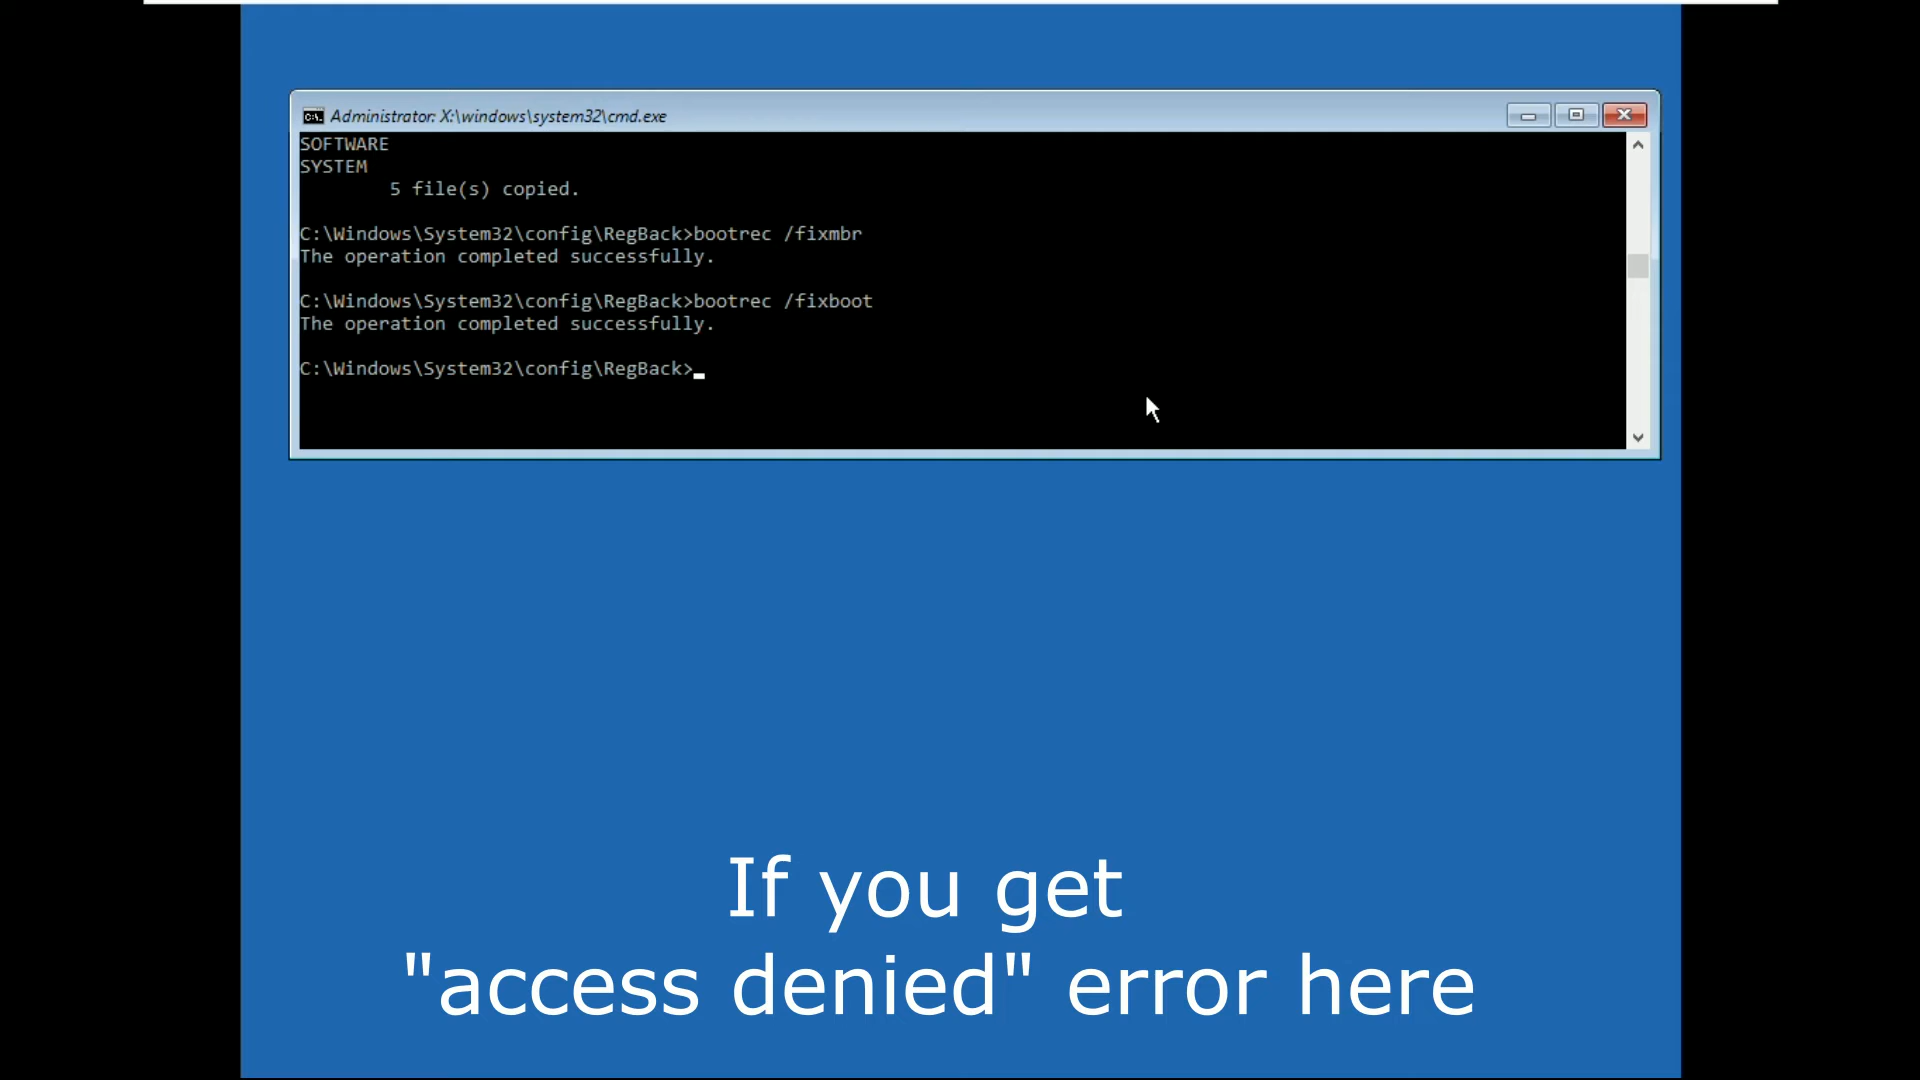 Administrator: X:\windows\system32\cmd.exe
SOFTWARE
SYSTEM
        5 file(s) copied.
C:\Windows\System32\config\RegBack>bootrec /fixmbr
The operation completed successfully.
C:\Windows\System32\config\RegBack>bootrec /fixboot
The operation completed successfully.
C:\Windows\System32\config\RegBack>
If you get
"access denied" error here